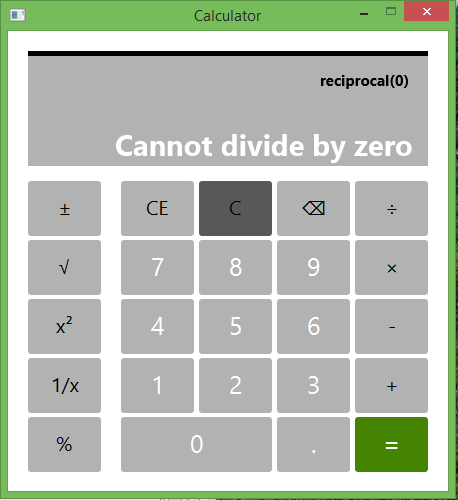 Calculator
reciprocal(0)
Cannot divide by zero
± CE C ⌫ ÷
√ 7 8 9 ×
x² 4 5 6 -
1/x 1 2 3 +
% 0 . =